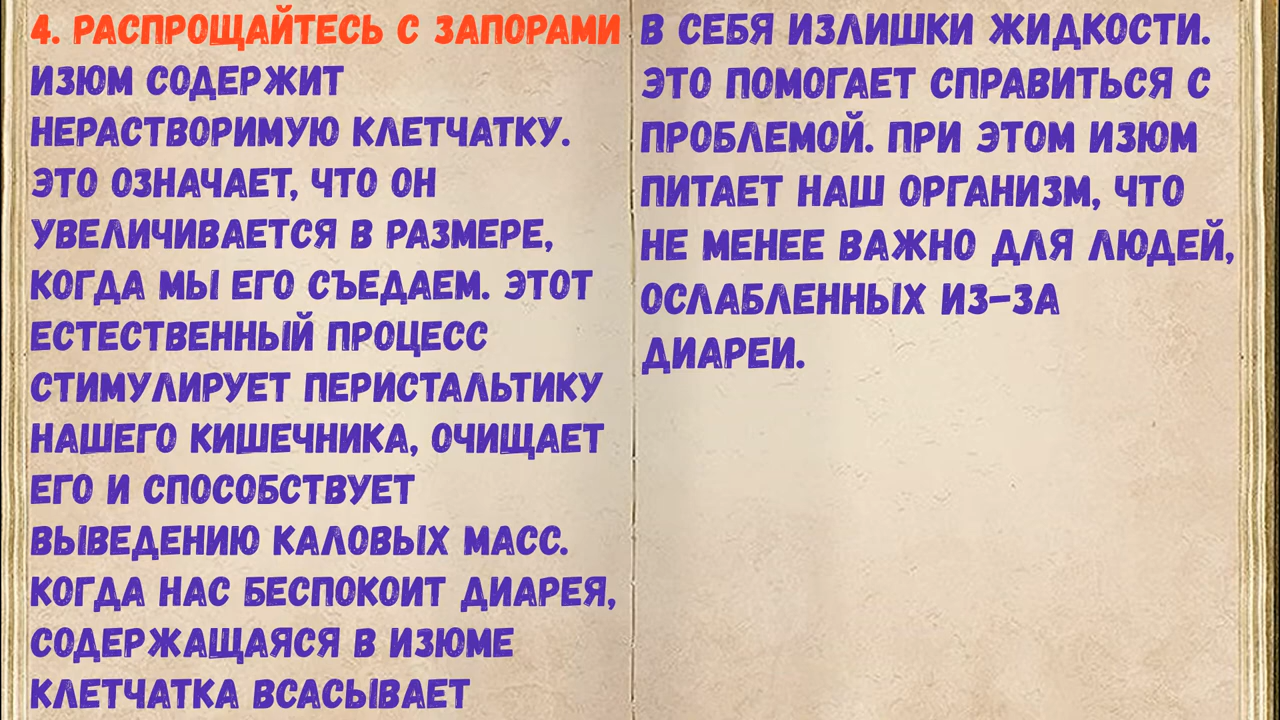 4. РАСПРОЩАЙТЕСЬ С ЗАПОРАМИ
ИЗЮМ СОДЕРЖИТ
НЕРАСТВОРИМУЮ КЛЕТЧАТКУ.
ЭТО ОЗНАЧАЕТ, ЧТО ОН
УВЕЛИЧИВАЕТСЯ В РАЗМЕРЕ,
КОГДА МЫ ЕГО СЪЕДАЕМ. ЭТОТ
ЕСТЕСТВЕННЫЙ ПРОЦЕСС
СТИМУЛИРУЕТ ПЕРИСТАЛЬТИКУ
НАШЕГО КИШЕЧНИКА, ОЧИЩАЕТ
ЕГО И СПОСОБСТВУЕТ
ВЫВЕДЕНИЮ КАЛОВЫХ МАСС.
КОГДА НАС БЕСПОКОИТ ДИАРЕЯ,
СОДЕРЖАЩАЯСЯ В ИЗЮМЕ
КЛЕТЧАТКА ВСАСЫВАЕТ
В СЕБЯ ИЗЛИШКИ ЖИДКОСТИ.
ЭТО ПОМОГАЕТ СПРАВИТЬСЯ С
ПРОБЛЕМОЙ. ПРИ ЭТОМ ИЗЮМ
ПИТАЕТ НАШ ОРГАНИЗМ, ЧТО
НЕ МЕНЕЕ ВАЖНО ДЛЯ ЛЮДЕЙ,
ОСЛАБЛЕННЫХ ИЗ-ЗА
ДИАРЕИ.